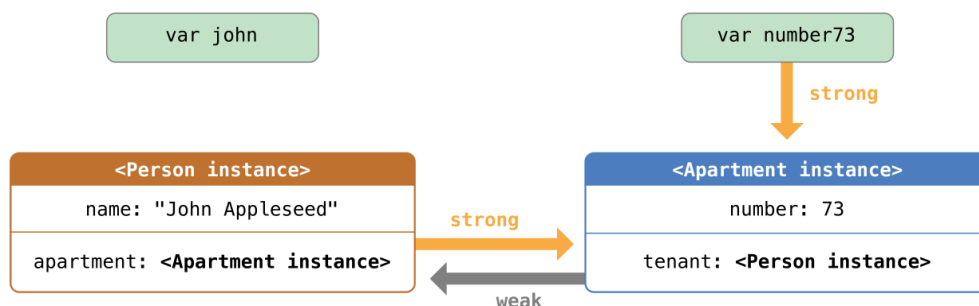 var john
var number73
strong
<Person instance>
<Apartment instance>
name: "John Appleseed"
number: 73
strong
apartment: <Apartment instance>
tenant: <Person instance>
weak